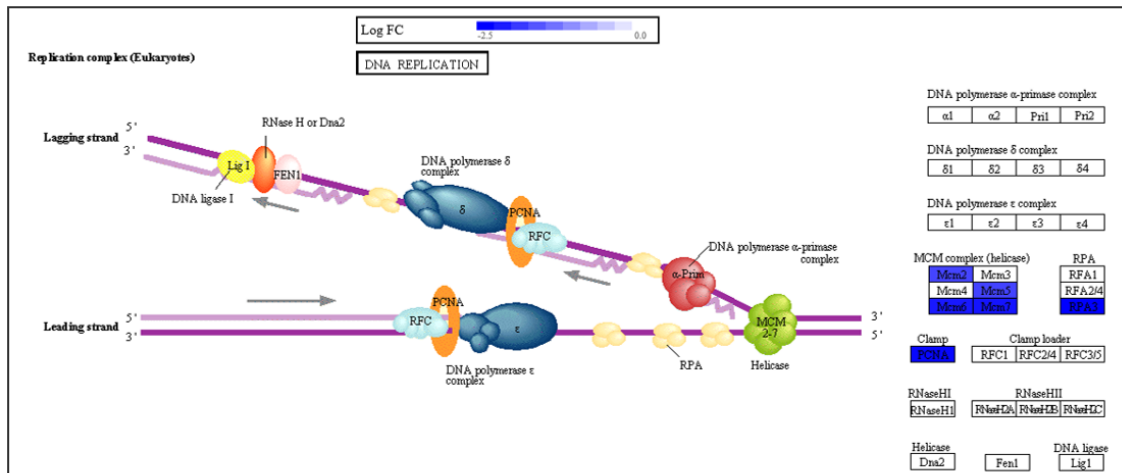 Log FC
-2.5 0.0
Replication complex (Eukaryotes)
DNA REPLICATION
DNA polymerase α-primase complex
α1 α2 Pri1 Pri2
5'
RNase H or Dna2
Lagging strand
3'
Lig I
FEN1
DNA ligase I
DNA polymerase δ
complex
δ
PCNA
RFC
DNA polymerase δ complex
δ1 δ2 δ3 δ4
DNA polymerase ε complex
ε1 ε2 ε3 ε4
DNA polymerase α-primase
complex
α-Prim
MCM complex (helicase) RPA
Mcm2 Mcm3 RFA1
Mcm4 Mcm5 RFA2/4
Mcm6 Mcm7 RPA3
PCNA
5'
Leading strand
3'
RFC
ε
MCM
2-7
3'
5'
DNA polymerase ε
complex
RPA
Helicase
Clamp Clamp loader
PCNA RFC1 RFC2/4 RFC3/5
RNaseHI RNaseHII
RNaseH1 RNaseH2A RNaseH2B RNaseH2C
Helicase DNA ligase
Dna2 Fen1 Lig1